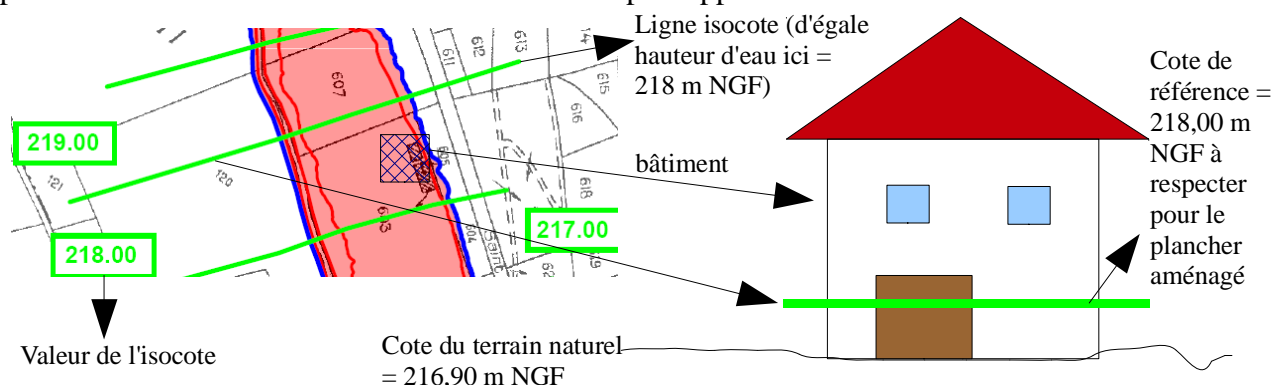 Ligne isocote (d'égale
hauteur d'eau ici =
218 m NGF)
Cote de
référence =
218,00 m
NGF à
respecter
pour le
plancher
aménagé
219.00
218.00
217.00
bâtiment
607
611
612
613
615
616
618
605
603
604
120
121
Valeur de l'isocote
Cote du terrain naturel
= 216,90 m NGF